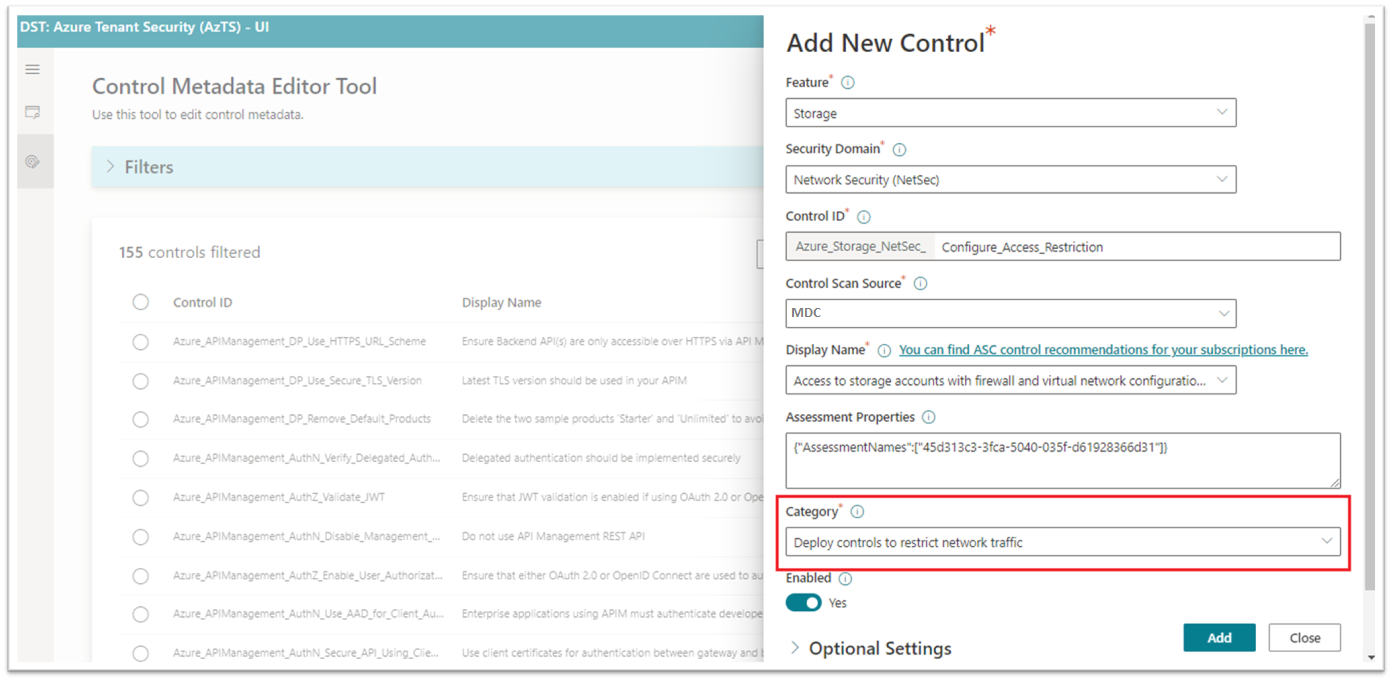 DST: Azure Tenant Security (AzTS) - UI
Control Metadata Editor Tool
Use this tool to edit control metadata.
Filters
155 controls filtered
Control ID Display Name
Azure_APIManagement_DP_Use_HTTPS_URL_Scheme Ensure Backend API(s) are only accessible over HTTPS via API M
Azure_APIManagement_DP_Use_Secure_TLS_Version Latest TLS version should be used in your APIM
Azure_APIManagement_DP_Remove_Default_Products Delete the two sample products 'Starter' and 'Unlimited' to avoi
Azure_APIManagement_AuthN_Verify_Delegated_Auth... Delegated authentication should be implemented securely
Azure_APIManagement_AuthZ_Validate_JWT Ensure that JWT validation is enabled if using OAuth 2.0 or Ope
Azure_APIManagement_AuthN_Disable_Management_... Do not use API Management REST API
Azure_APIManagement_AuthZ_Enable_User_Authorizat... Ensure that either OAuth 2.0 or OpenID Connect are used to au
Azure_APIManagement_AuthN_Use_AAD_for_Client_Au... Enterprise applications using APIM must authenticate develope
Azure_APIManagement_AuthN_Secure_API_Using_Clie... Use client certificates for authentication between gateway and b
Add New Control*
Feature*
Storage
Security Domain*
Network Security (NetSec)
Control ID*
Azure_Storage_NetSec_ Configure_Access_Restriction
Control Scan Source*
MDC
Display Name* You can find ASC control recommendations for your subscriptions here.
Access to storage accounts with firewall and virtual network configuratio...
Assessment Properties
{"AssessmentNames":["45d313c3-3fca-5040-035f-d61928366d31"]}
Category*
Deploy controls to restrict network traffic
Enabled
Yes
Add Close
Optional Settings